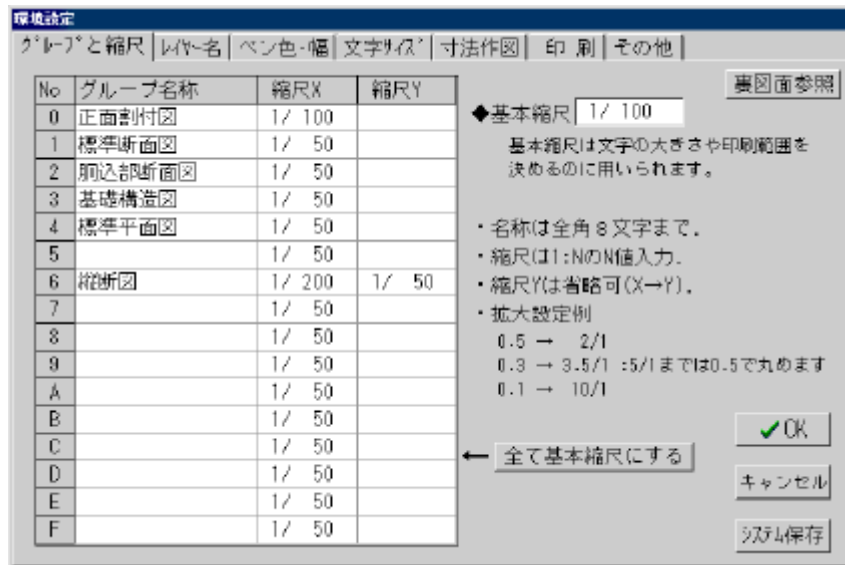 環境設定
ｸﾞﾙｰﾌﾟと縮尺 ﾚｲﾔｰ名 ペン色・幅 文字ｻｲｽﾞ 寸法作図 印 刷 その他
裏図面参照
No グループ名称 縮尺X 縮尺Y
0 正面割付図 1/ 100
1 標準断面図 1/ 50
2 胴込部断面図 1/ 50
3 基礎構造図 1/ 50
4 標準平面図 1/ 50
5 1/ 50
6 縦断図 1/ 200 1/ 50
7 1/ 50
8 1/ 50
9 1/ 50
A 1/ 50
B 1/ 50
C 1/ 50
D 1/ 50
E 1/ 50
F 1/ 50
◆基本縮尺 1/ 100
基本縮尺は文字の大きさや印刷範囲を
決めるのに用いられます。
・名称は全角８文字まで.
・縮尺は1:NのN値入力.
・縮尺Yは省略可(X→Y).
・拡大設定例
0.5 → 2/1
0.3 → 3.5/1 :5/1までは0.5で丸めます
0.1 → 10/1
← 全て基本縮尺にする
OK
キャンセル
ｼｽﾃﾑ保存